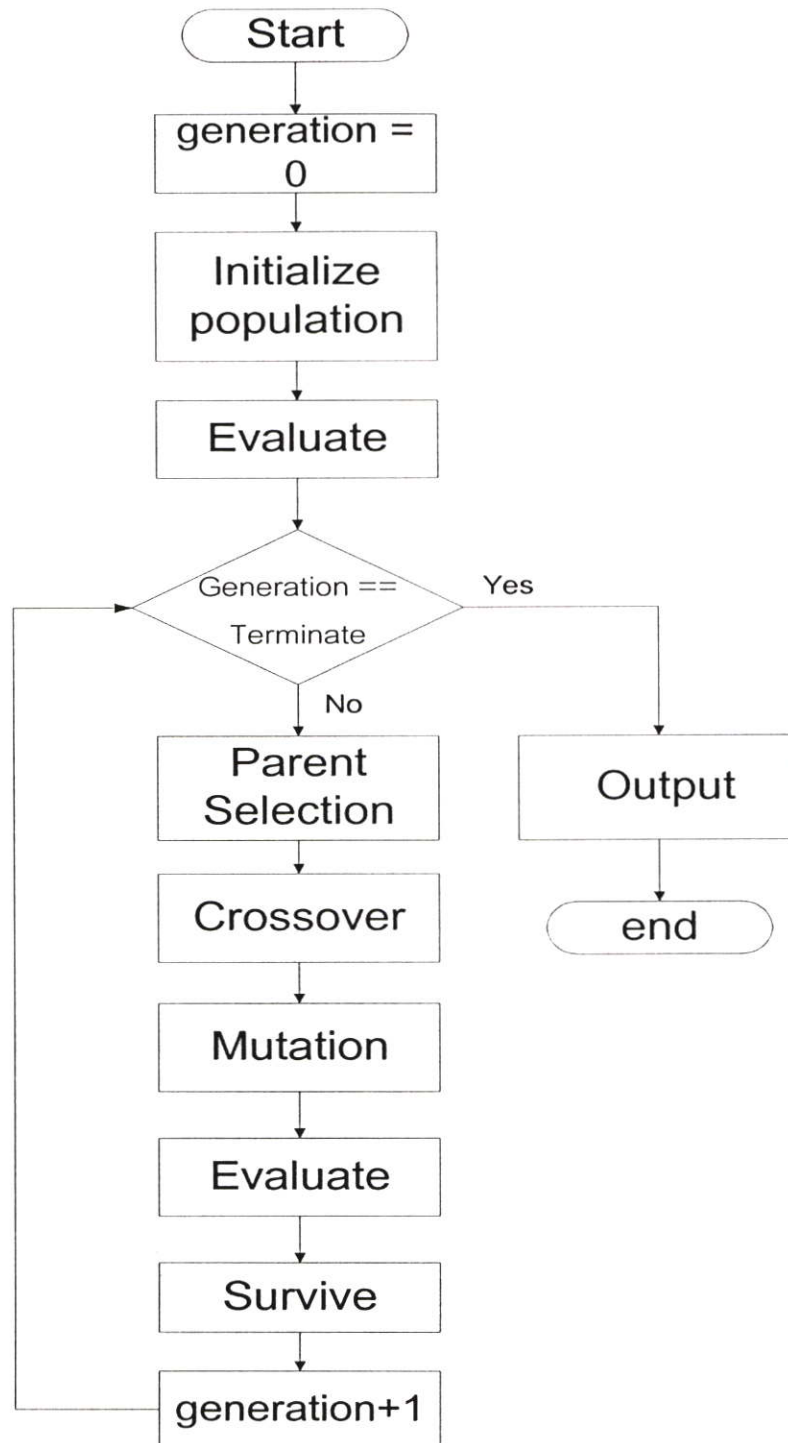 Start
generation =
0
Initialize
population
Evaluate
Generation ==
Terminate
Yes
No
Parent
Selection
Output
Crossover
end
Mutation
Evaluate
Survive
generation+1